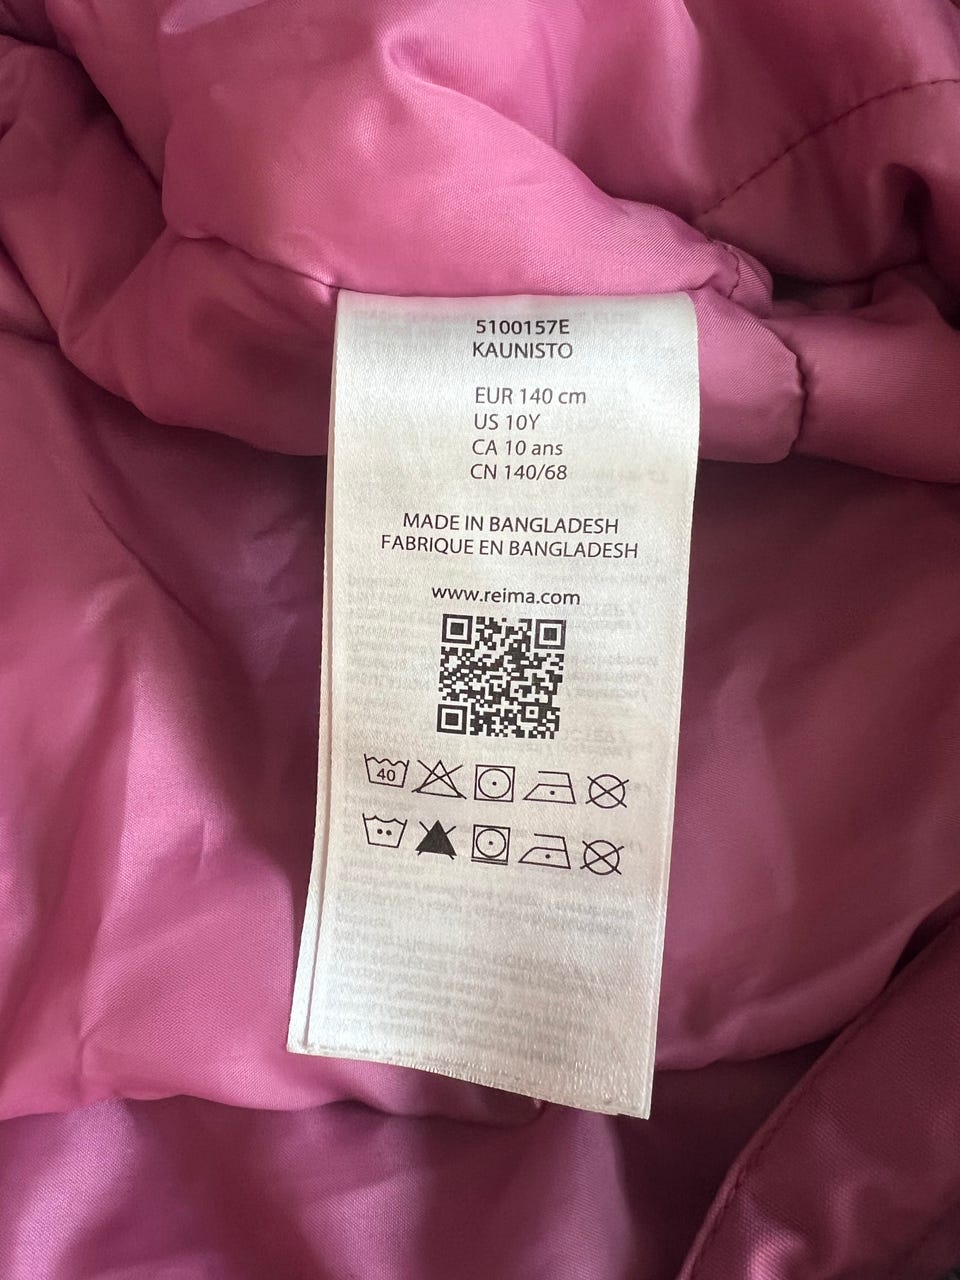 5100157E
KAUNISTO
EUR 140 cm
US 10Y
CA 10 ans
CN 140/68
MADE IN BANGLADESH
FABRIQUE EN BANGLADESH
www.reima.com
40